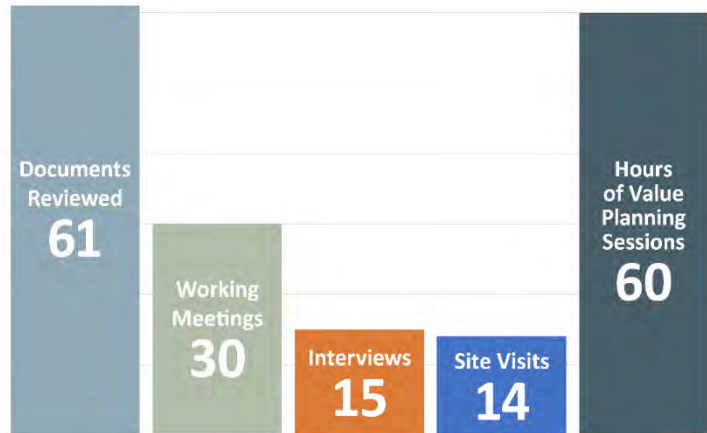 Documents
Reviewed
61
Working
Meetings
30
Interviews
15
Site Visits
14
Hours
of Value
Planning
Sessions
60